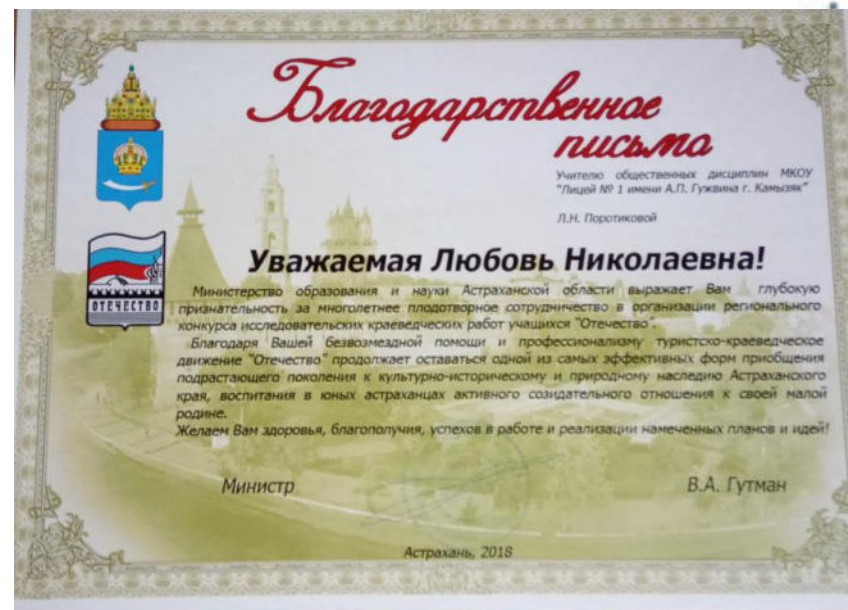 Благодарственное
письмо
Учителю общественных дисциплин МКОУ
"Лицей № 1 имени А.П. Гужвина г. Камызяк"
Л.Н. Поротиковой
Уважаемая Любовь Николаевна!
ОТЕЧЕСТВО
Министерство образования и науки Астраханской области выражает Вам глубокую
признательность за многолетнее плодотворное сотрудничество в организации регионального
конкурса исследовательских краеведческих работ учащихся "Отечество".
Благодаря Вашей безвозмездной помощи и профессионализму туристско-краеведческое
движение "Отечество" продолжает оставаться одной из самых эффективных форм приобщения
подрастающего поколения к культурно-историческому и природному наследию Астраханского
края, воспитания в юных астраханцах активного созидательного отношения к своей малой
родине.
Желаем Вам здоровья, благополучия, успехов в работе и реализации намеченных планов и идей!
Министр В.А. Гутман
Астрахань, 2018